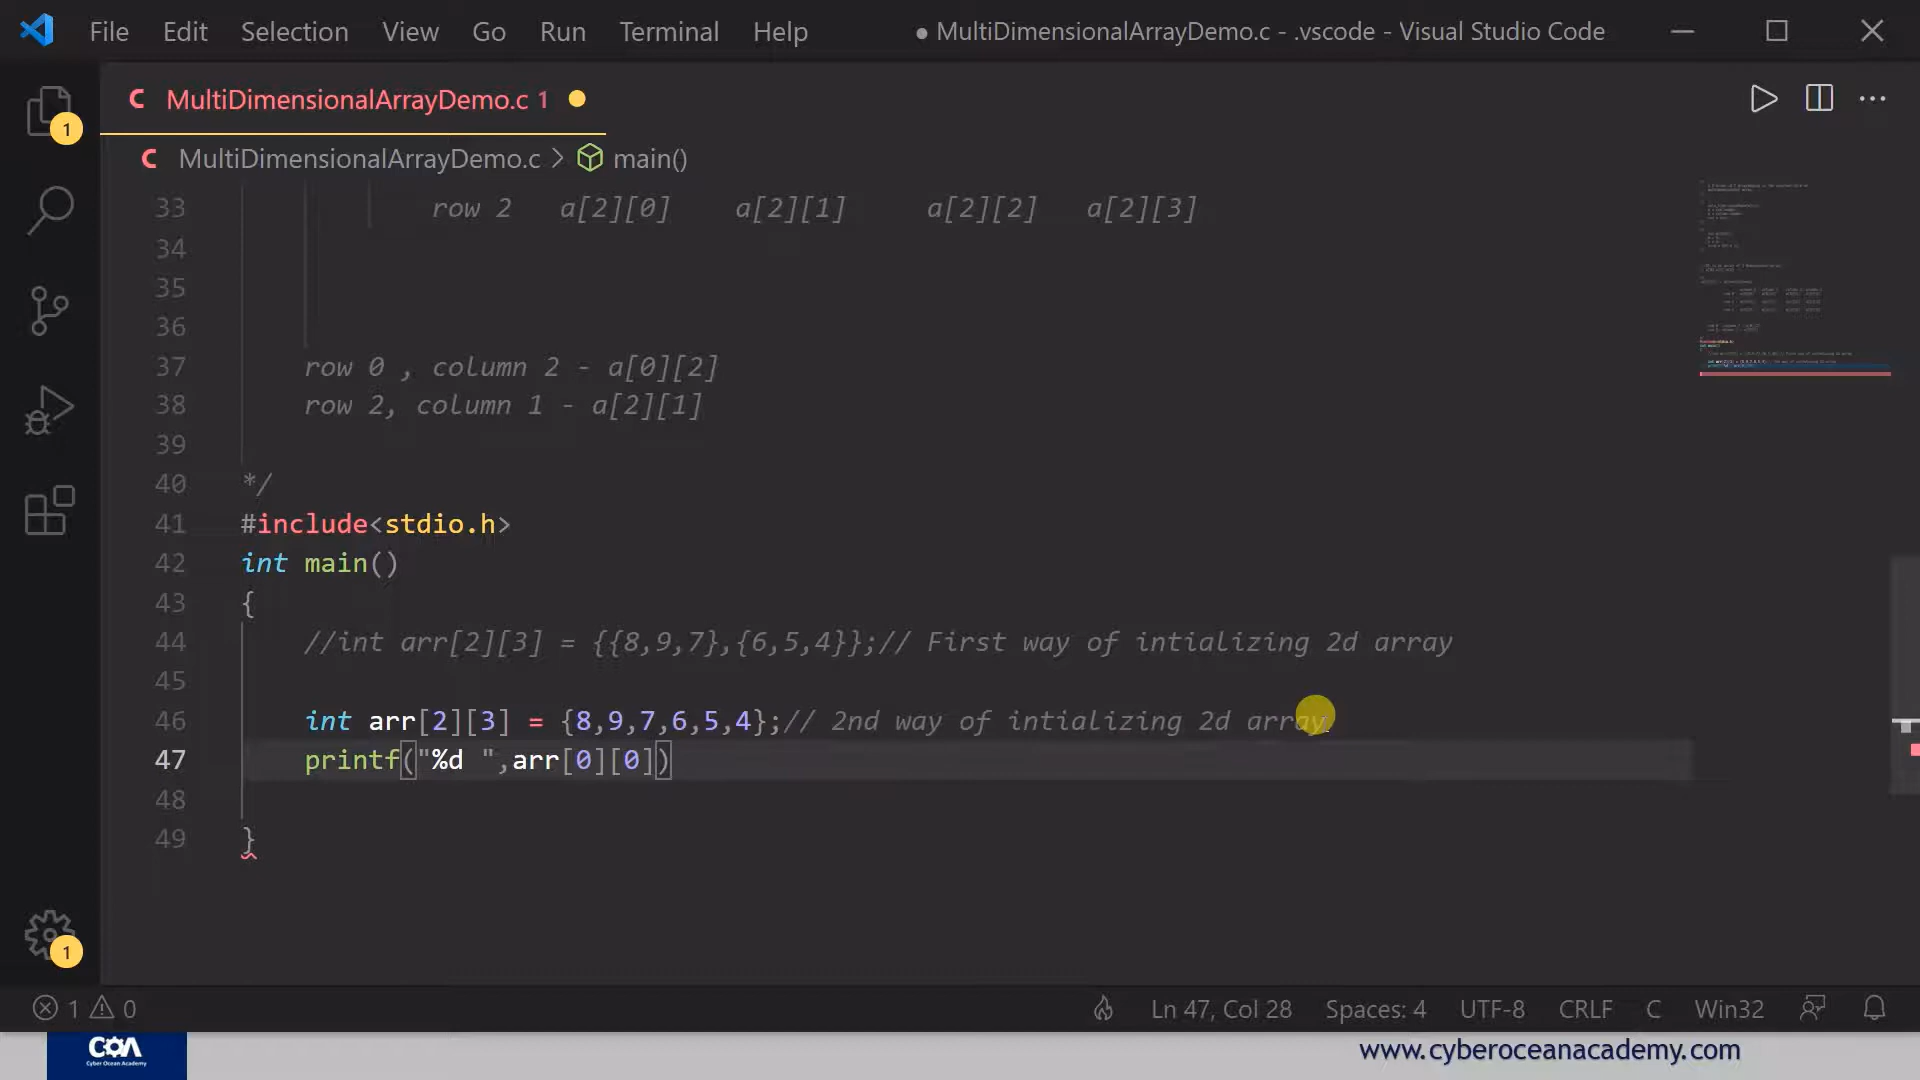 File Edit Selection View Go Run Terminal Help ● MultiDimensionalArrayDemo.c - .vscode - Visual Studio Code
C MultiDimensionalArrayDemo.c 1
1
C MultiDimensionalArrayDemo.c > main()
33 row 2 a[2][0] a[2][1] a[2][2] a[2][3]
34
35
36
37 row 0 , column 2 - a[0][2]
38 row 2, column 1 - a[2][1]
39
40 */
41 #include<stdio.h>
42 int main()
43 {
44 //int arr[2][3] = {{8,9,7},{6,5,4}};// First way of intializing 2d array
45
46 int arr[2][3] = {8,9,7,6,5,4};// 2nd way of intializing 2d array
47 printf("%d ",arr[0][0])
48
49 }
1
1 0 Ln 47, Col 28 Spaces: 4 UTF-8 CRLF C Win32
COA
Cyber Ocean Academy
www.cyberoceanacademy.com